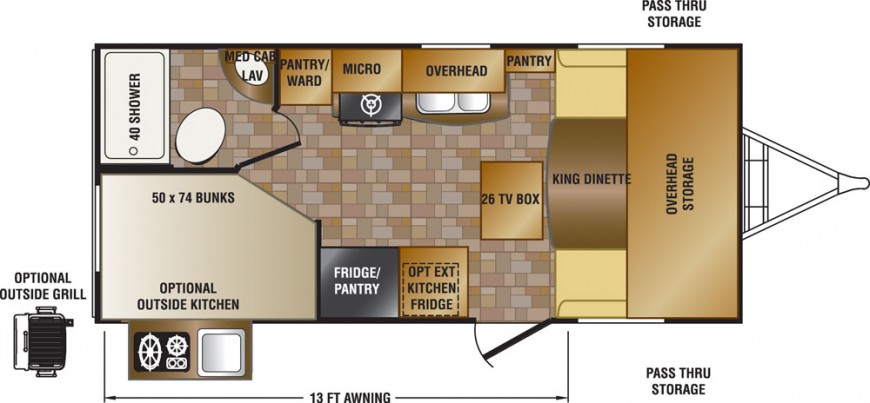 PASS THRU
STORAGE
MED CAB
LAV
PANTRY/
WARD
MICRO
OVERHEAD
PANTRY
40 SHOWER
50 x 74 BUNKS
26 TV BOX
KING DINETTE
OVERHEAD
STORAGE
OPTIONAL
OUTSIDE GRILL
OPTIONAL
OUTSIDE KITCHEN
FRIDGE/
PANTRY
OPT EXT
KITCHEN
FRIDGE
PASS THRU
STORAGE
13 FT AWNING